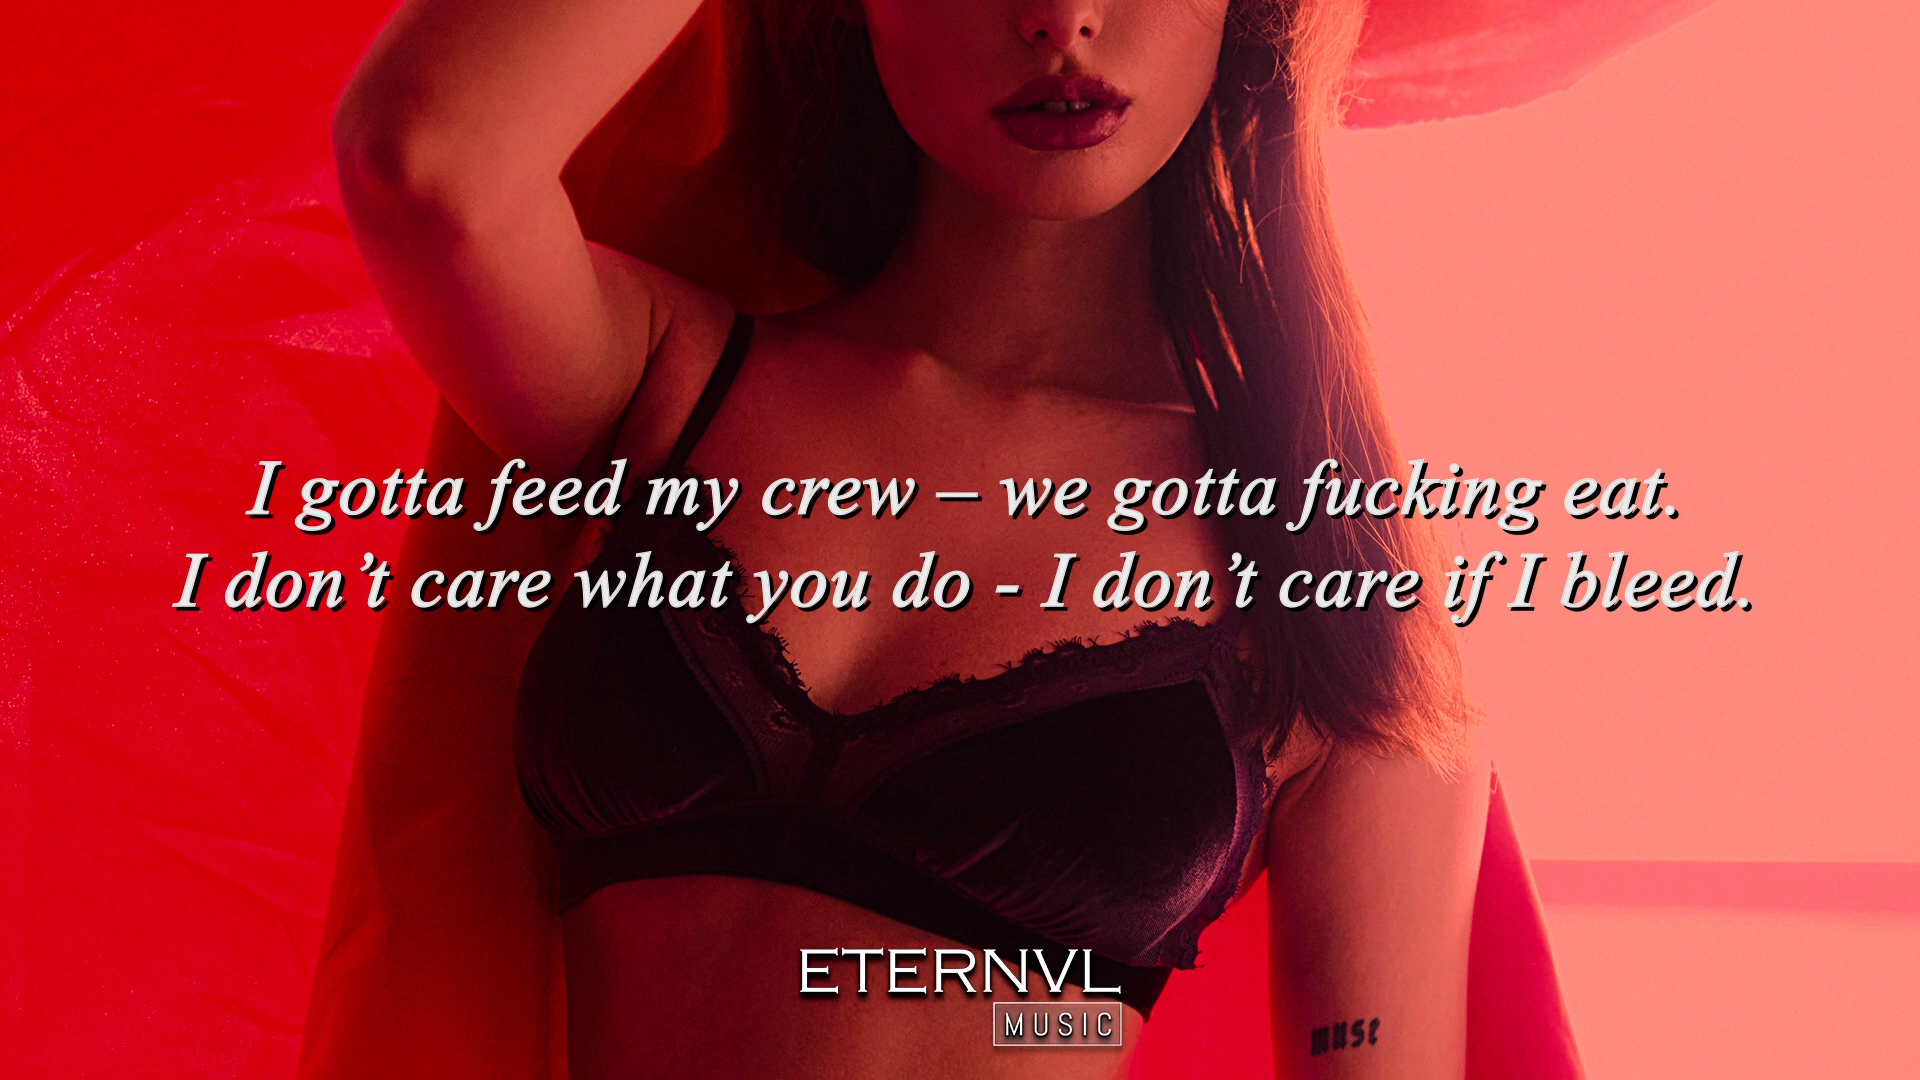 I gotta feed my crew – we gotta fucking eat.
I don’t care what you do - I don’t care if I bleed.
ETERNVL
MUSIC
muse